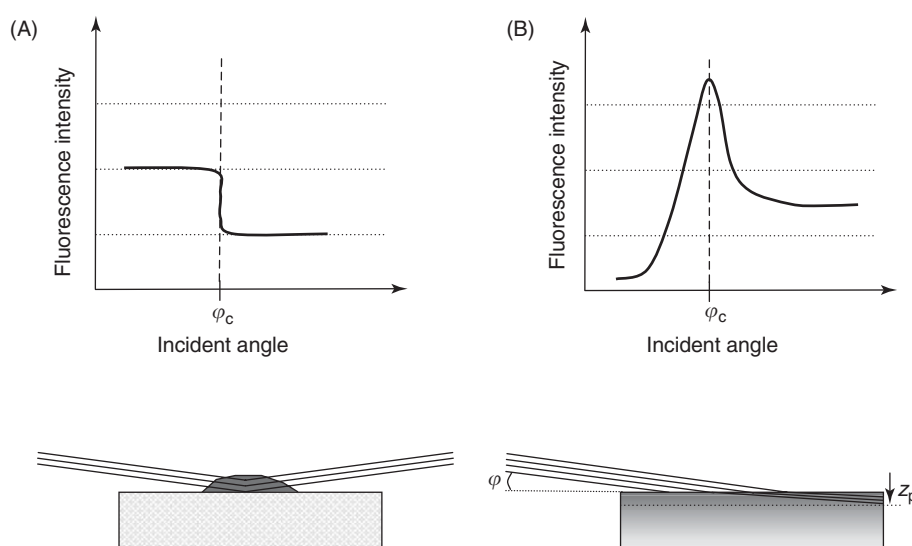 (A)
Fluorescence intensity
φc
Incident angle
(B)
Fluorescence intensity
φc
Incident angle
φ
zp